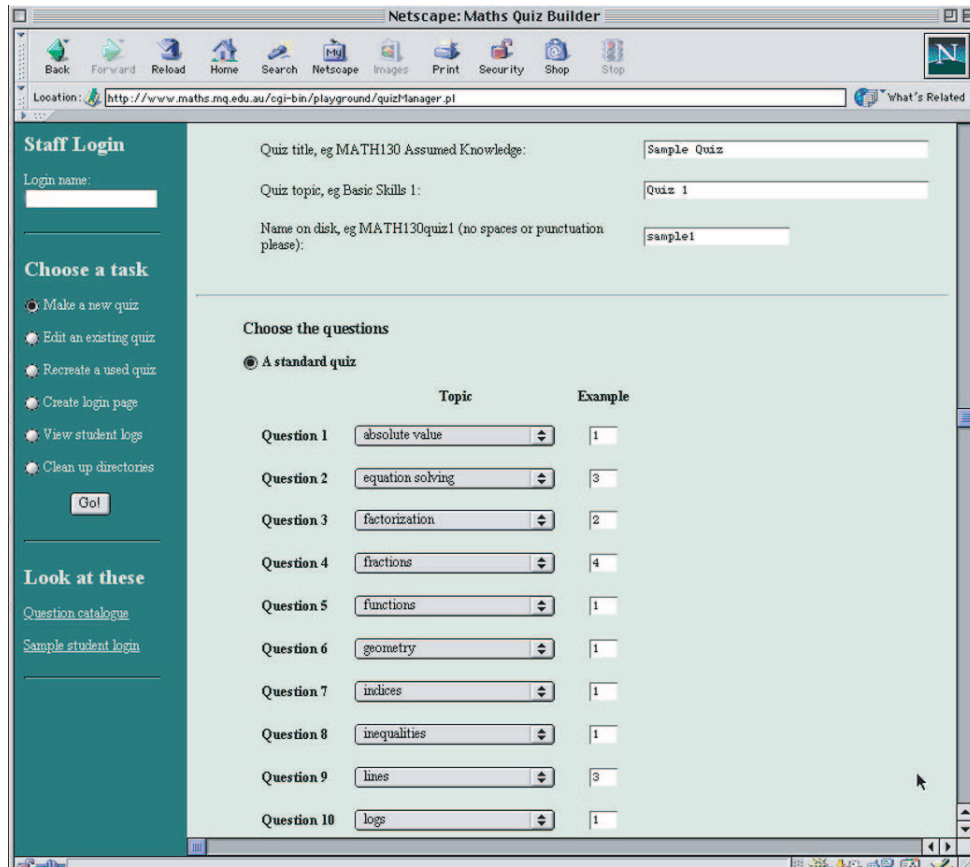 Netscape: Maths Quiz Builder
Back Forward Reload Home Search Netscape Images Print Security Shop Stop
N
Location: http://www.maths.mq.edu.au/cgi-bin/playground/quizManager.pl What's Related
Staff Login
Login name:
Choose a task
Make a new quiz
Edit an existing quiz
Recreate a used quiz
Create login page
View student logs
Clean up directories
Go!
Look at these
Question catalogue
Sample student login
Quiz title, eg MATH130 Assumed Knowledge: Sample Quiz
Quiz topic, eg Basic Skills 1: Quiz 1
Name on disk, eg MATH130quiz1 (no spaces or punctuation
please): sample1
Choose the questions
A standard quiz
Topic Example
Question 1 absolute value 1
Question 2 equation solving 3
Question 3 factorization 2
Question 4 fractions 4
Question 5 functions 1
Question 6 geometry 1
Question 7 indices 1
Question 8 inequalities 1
Question 9 lines 3
Question 10 logs 1